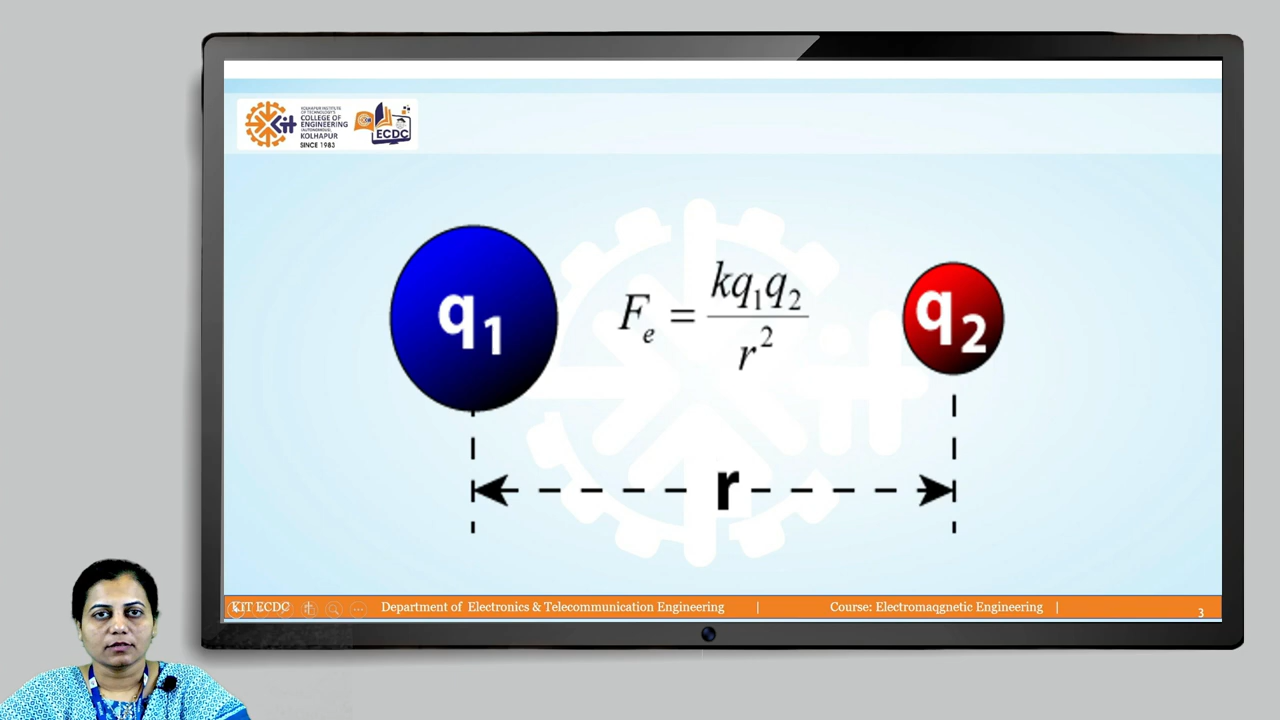 KOLHAPUR INSTITUTE
OF TECHNOLOGY'S
COLLEGE OF
ENGINEERING
(AUTONOMOUS),
KOLHAPUR
SINCE 1983
ECDC
q1
Fe = kq1q2 / r²
q2
r
KIT ECDC
Department of Electronics & Telecommunication Engineering |
Course: Electromaqgnetic Engineering |
3